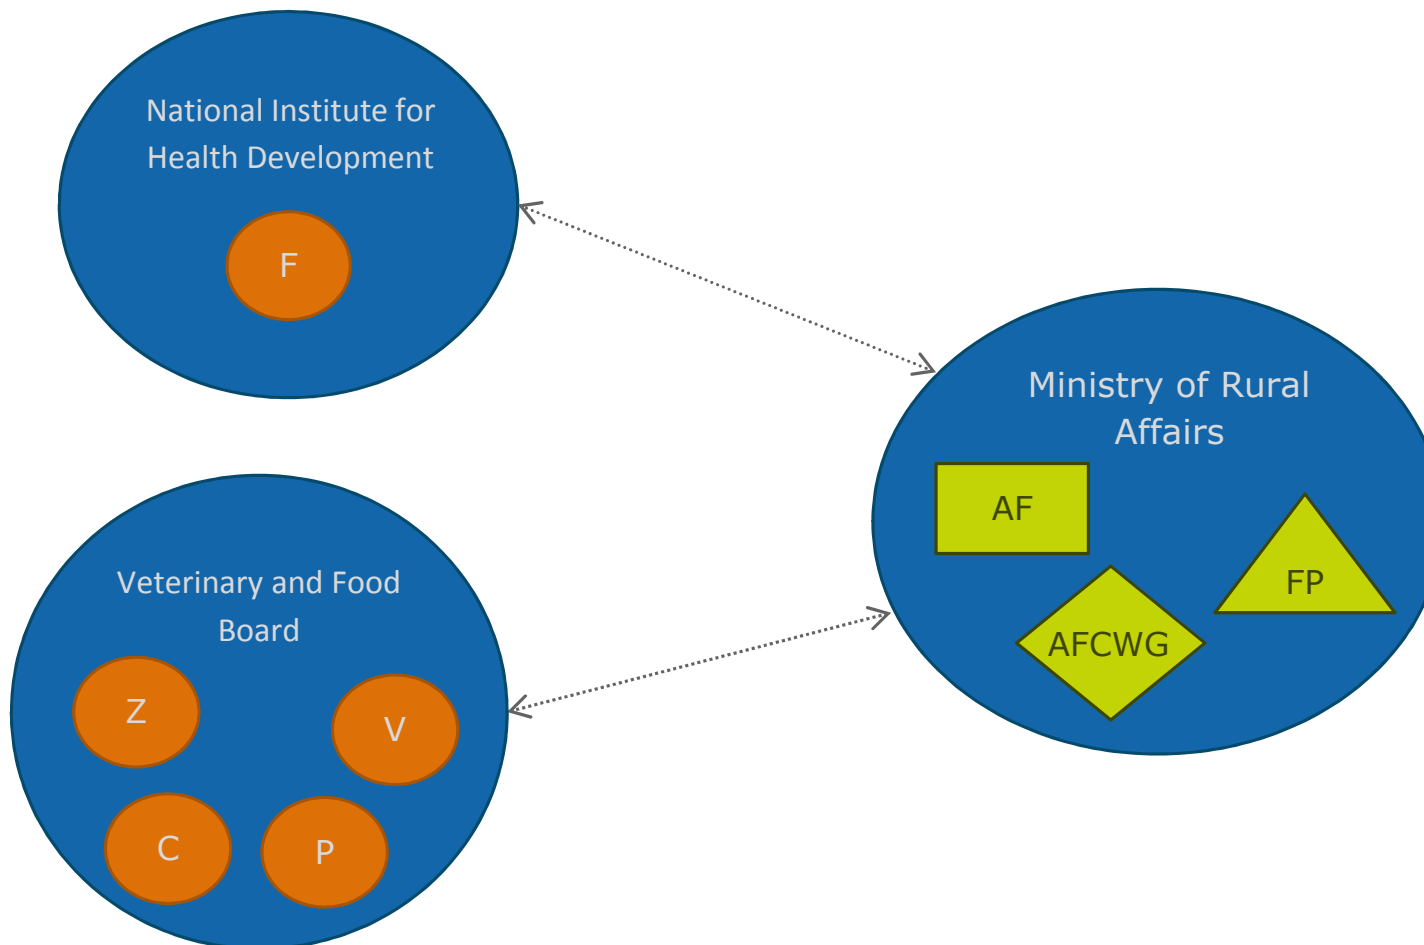 National Institute for
Health Development
F
Ministry of Rural
Affairs
AF
FP
AFCWG
Veterinary and Food
Board
Z
V
C
P